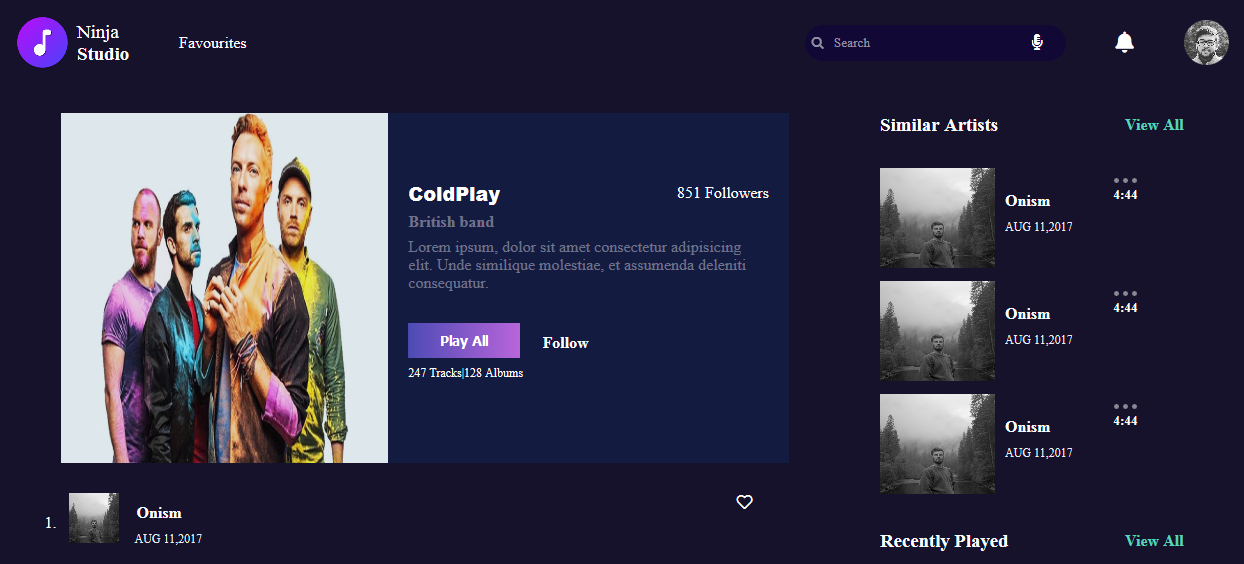 Ninja
Studio
Favourites
Search
ColdPlay
851 Followers
British band
Lorem ipsum, dolor sit amet consectetur adipisicing
elit. Unde similique molestiae, et assumenda deleniti
consequatur.
Play All
Follow
247 Tracks|128 Albums
1.
Onism
AUG 11,2017
Similar Artists
View All
Onism
AUG 11,2017
4:44
Onism
AUG 11,2017
4:44
Onism
AUG 11,2017
4:44
Recently Played
View All